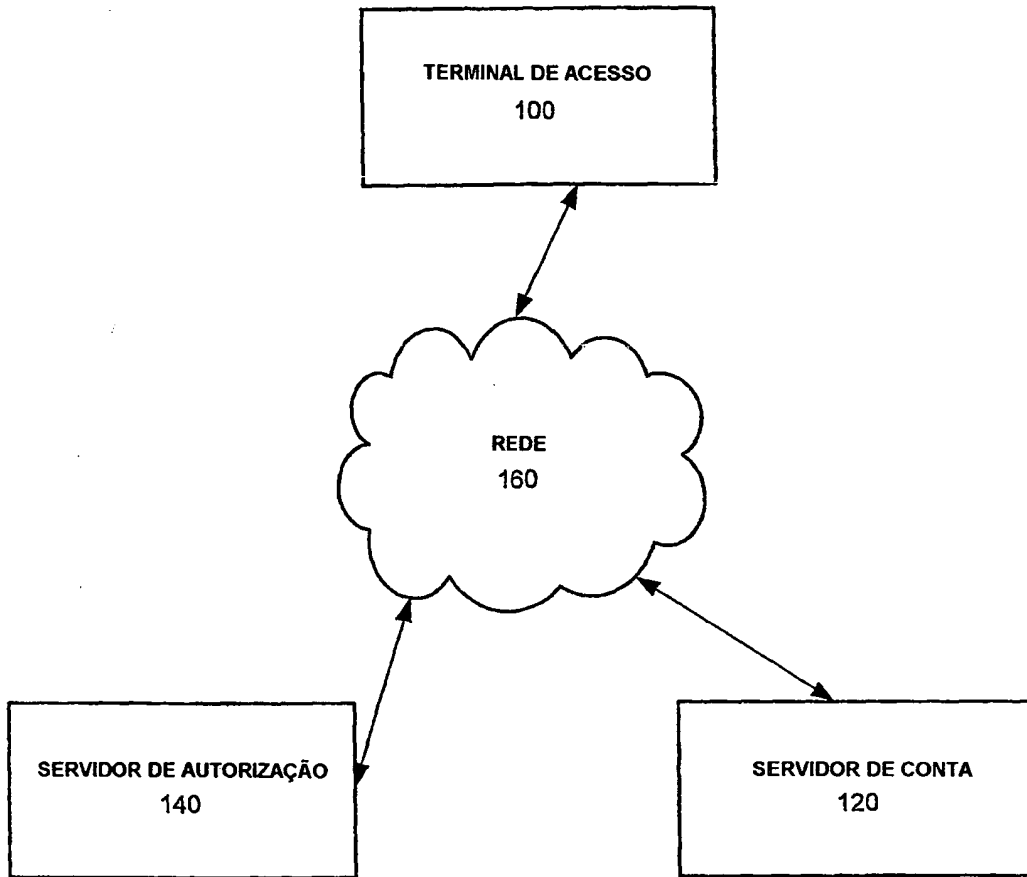 TERMINAL DE ACESSO
100
REDE
160
SERVIDOR DE AUTORIZAÇÃO
140
SERVIDOR DE CONTA
120